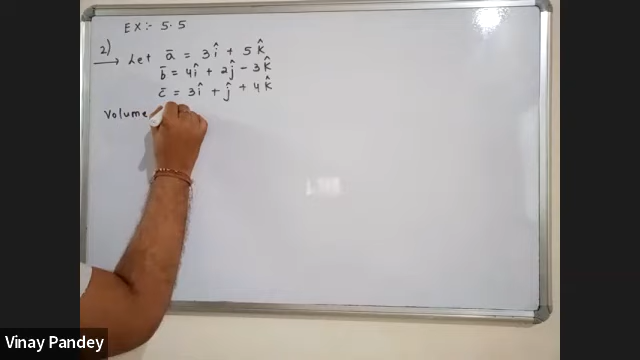 EX:- 5.5
2)
→ Let a̅ = 3î + 5k̂
b̅ = 4î + 2ĵ - 3k̂
c̅ = 3î + ĵ + 4k̂
Volume
Vinay Pandey